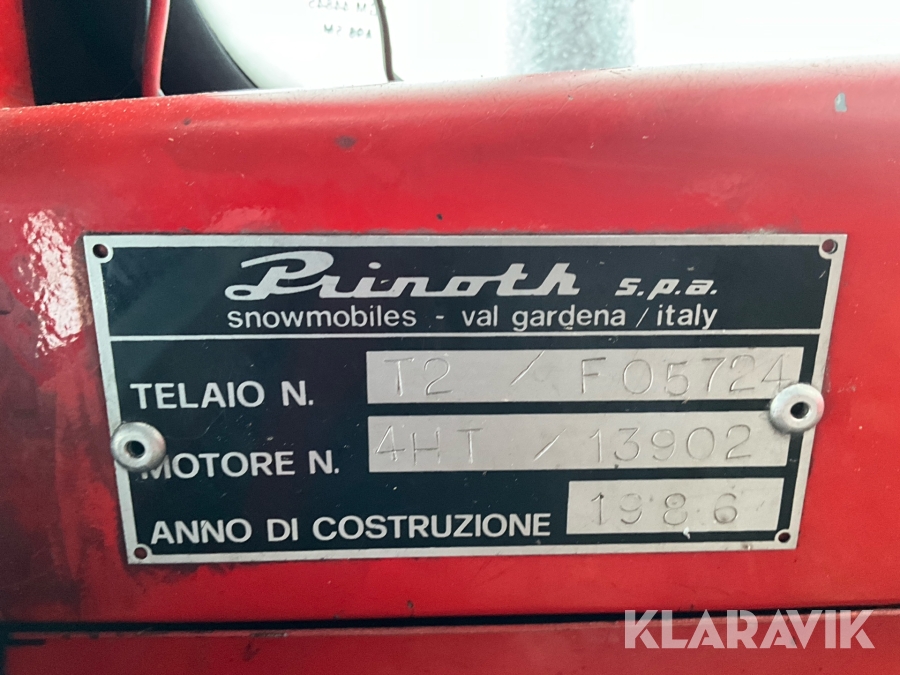 Prinoth s.p.a.
snowmobiles - val gardena / italy
TELAIO N. T2 / F05724
MOTORE N. 4HT / 13902
ANNO DI COSTRUZIONE 1986
KLARAVIK